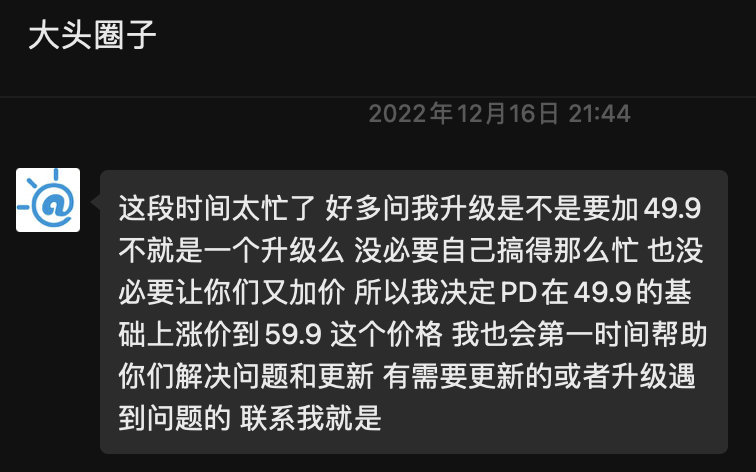 大头圈子
2022年12月16日 21:44
这段时间太忙了 好多问我升级是不是要加49.9
不就是一个升级么 没必要自己搞得那么忙 也没
必要让你们又加价 所以我决定PD在49.9的基
础上涨价到59.9 这个价格 我也会第一时间帮助
你们解决问题和更新 有需要更新的或者升级遇
到问题的 联系我就是